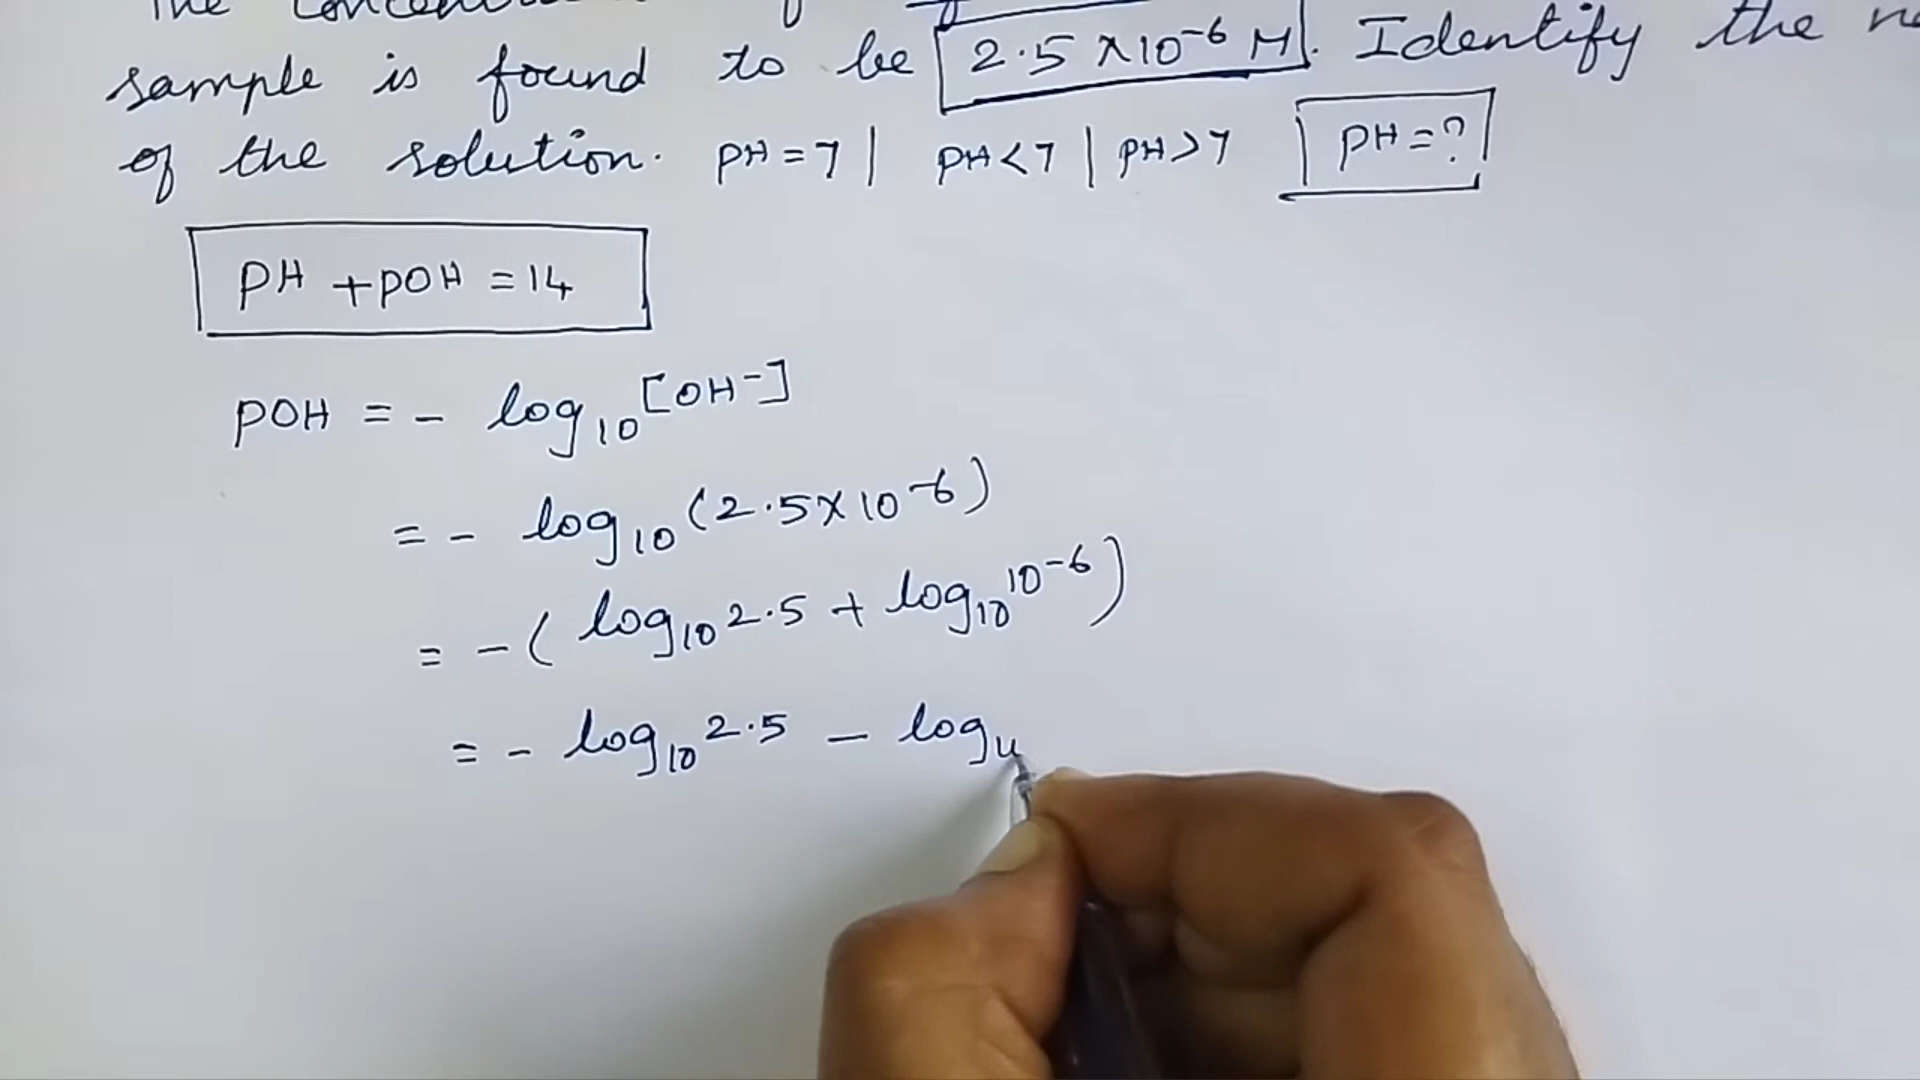 The
sample is found to be 2.5 × 10⁻⁶ M. Identify the
of the solution. PH = 7 | PH < 7 | PH > 7 PH = ?
PH + POH = 14
POH = - log₁₀ [OH⁻]
= - log₁₀ (2.5 × 10⁻⁶)
= - ( log₁₀ 2.5 + log₁₀ 10⁻⁶ )
= - log₁₀ 2.5 - log